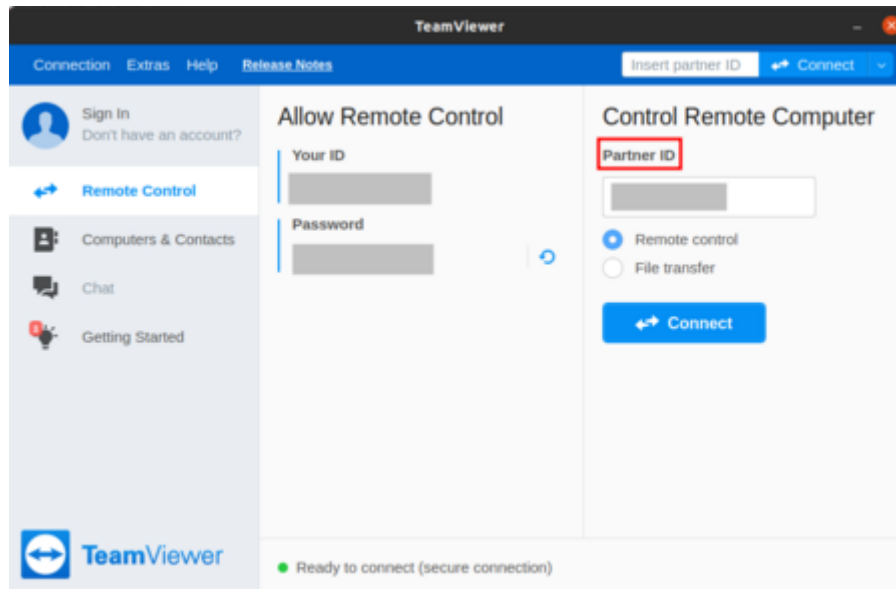 TeamViewer
Connection Extras Help Release Notes
Insert partner ID
Connect
Sign In
Don't have an account?
Remote Control
Computers & Contacts
Chat
Getting Started
TeamViewer
Allow Remote Control
Your ID
Password
Control Remote Computer
Partner ID
Remote control
File transfer
Connect
Ready to connect (secure connection)